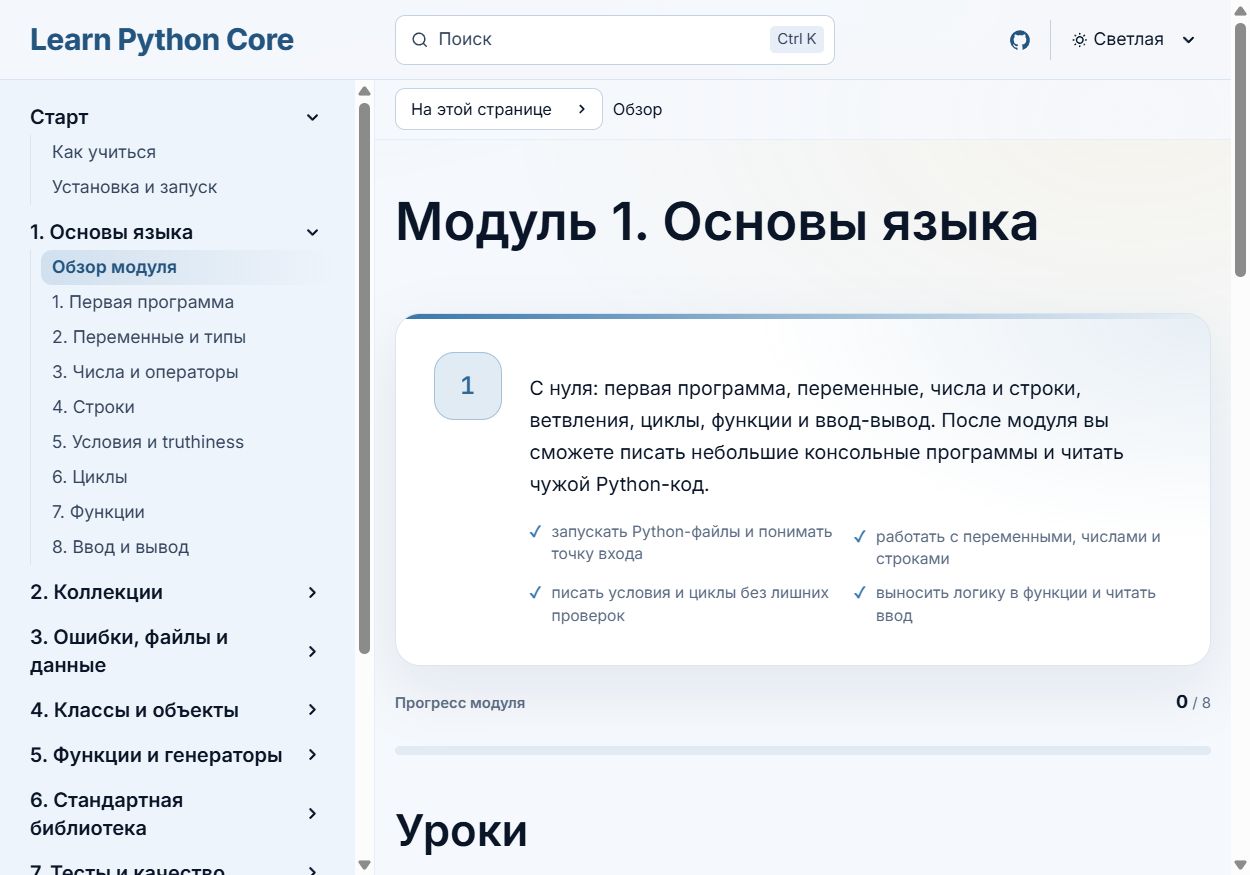 Learn Python Core
Поиск
Ctrl K
Светлая
Старт
Как учиться
Установка и запуск
1. Основы языка
Обзор модуля
1. Первая программа
2. Переменные и типы
3. Числа и операторы
4. Строки
5. Условия и truthiness
6. Циклы
7. Функции
8. Ввод и вывод
2. Коллекции
3. Ошибки, файлы и
данные
4. Классы и объекты
5. Функции и генераторы
6. Стандартная
библиотека
7. Тесты и качество
На этой странице
Обзор
Модуль 1. Основы языка
1
С нуля: первая программа, переменные, числа и строки,
ветвления, циклы, функции и ввод-вывод. После модуля вы
сможете писать небольшие консольные программы и читать
чужой Python-код.
запускать Python-файлы и понимать
точку входа
работать с переменными, числами и
строками
писать условия и циклы без лишних
проверок
выносить логику в функции и читать
ввод
Прогресс модуля
0 / 8
Уроки